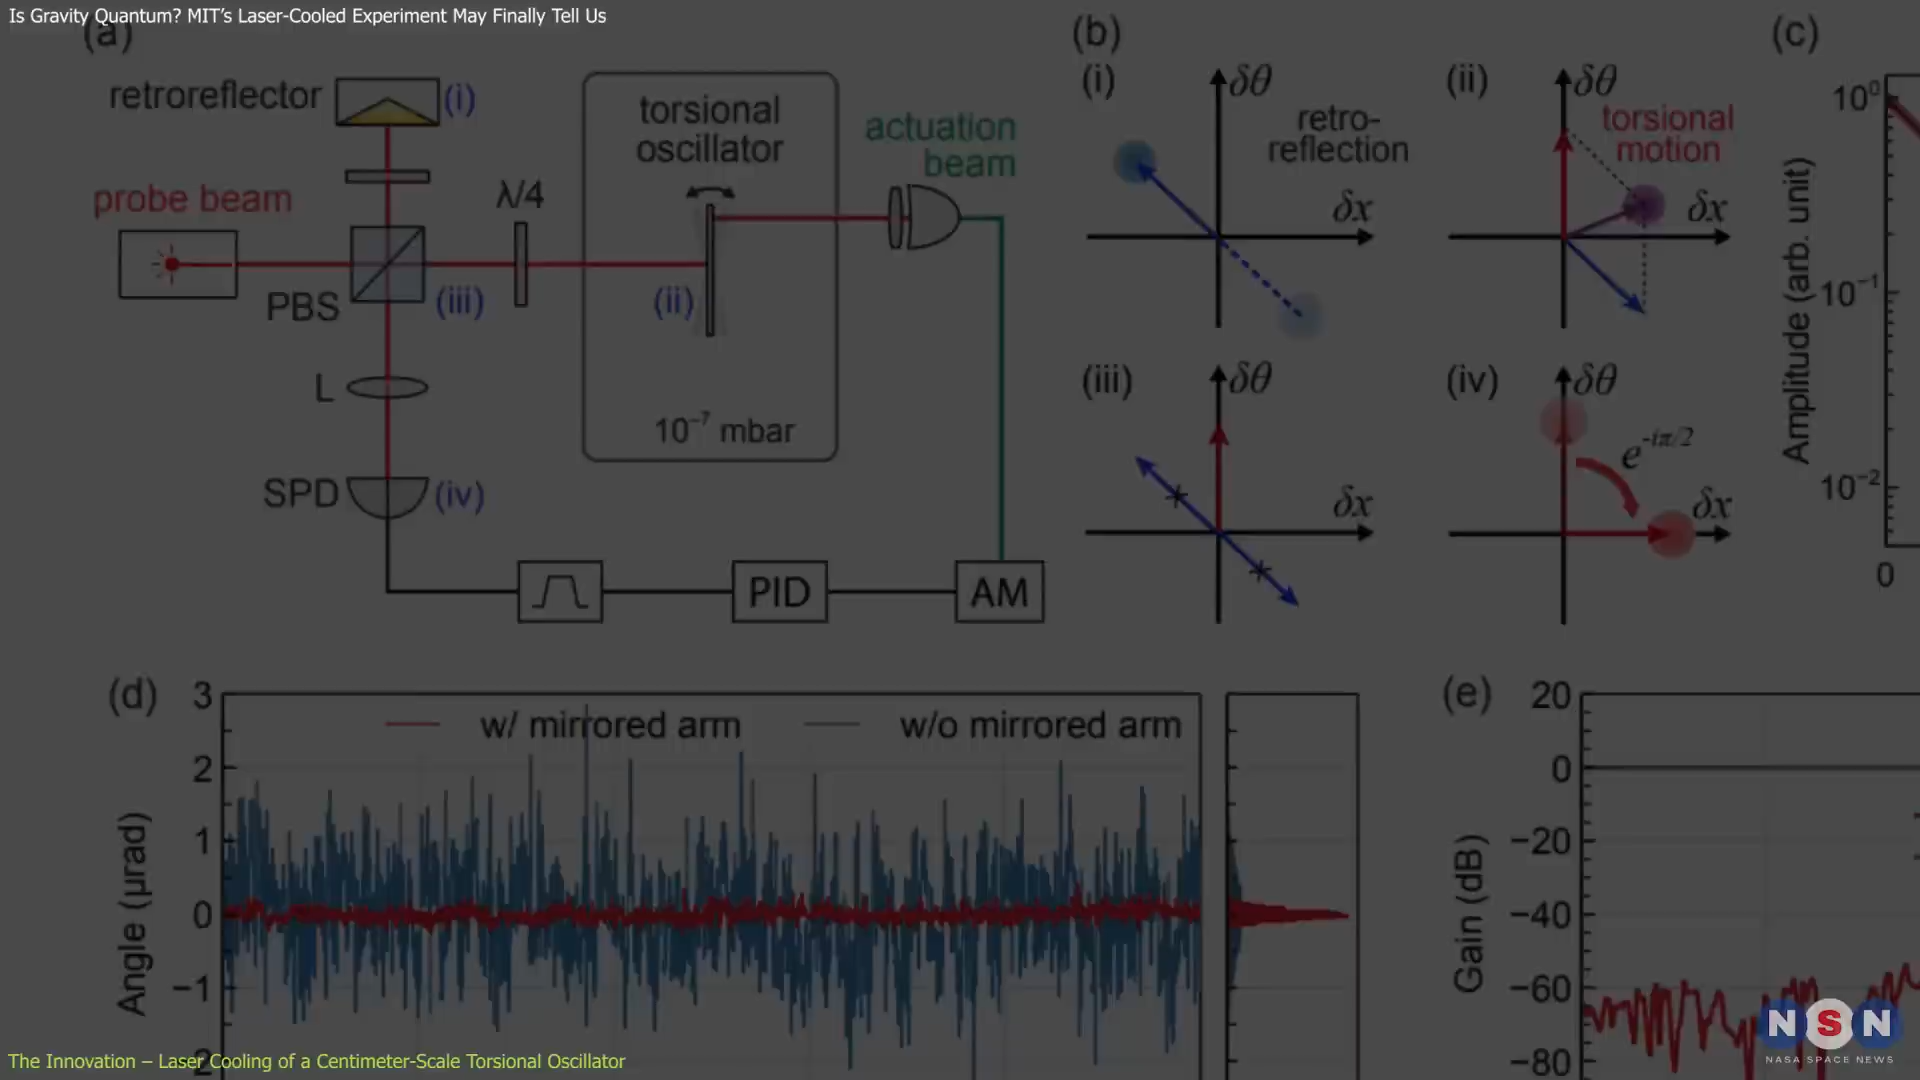 Is Gravity Quantum? MIT's Laser-Cooled Experiment May Finally Tell Us
(a)
retroreflector
(i)
probe beam
λ/4
PBS
(iii)
L
SPD
(iv)
torsional
oscillator
(ii)
10⁻⁷ mbar
actuation
beam
PID
AM
(b)
(i)
δθ
retro-
reflection
δx
(ii)
δθ
torsional
motion
δx
(iii)
δθ
δx
(iv)
δθ
e^-iπ/2
δx
(c)
Amplitude (arb. unit)
10⁰
10⁻¹
10⁻²
0
(d)
Angle (μrad)
3
2
1
0
−1
−2
w/ mirrored arm
w/o mirrored arm
(e)
Gain (dB)
20
0
−20
−40
−60
−80
NSN
NASA SPACE NEWS
The Innovation – Laser Cooling of a Centimeter-Scale Torsional Oscillator